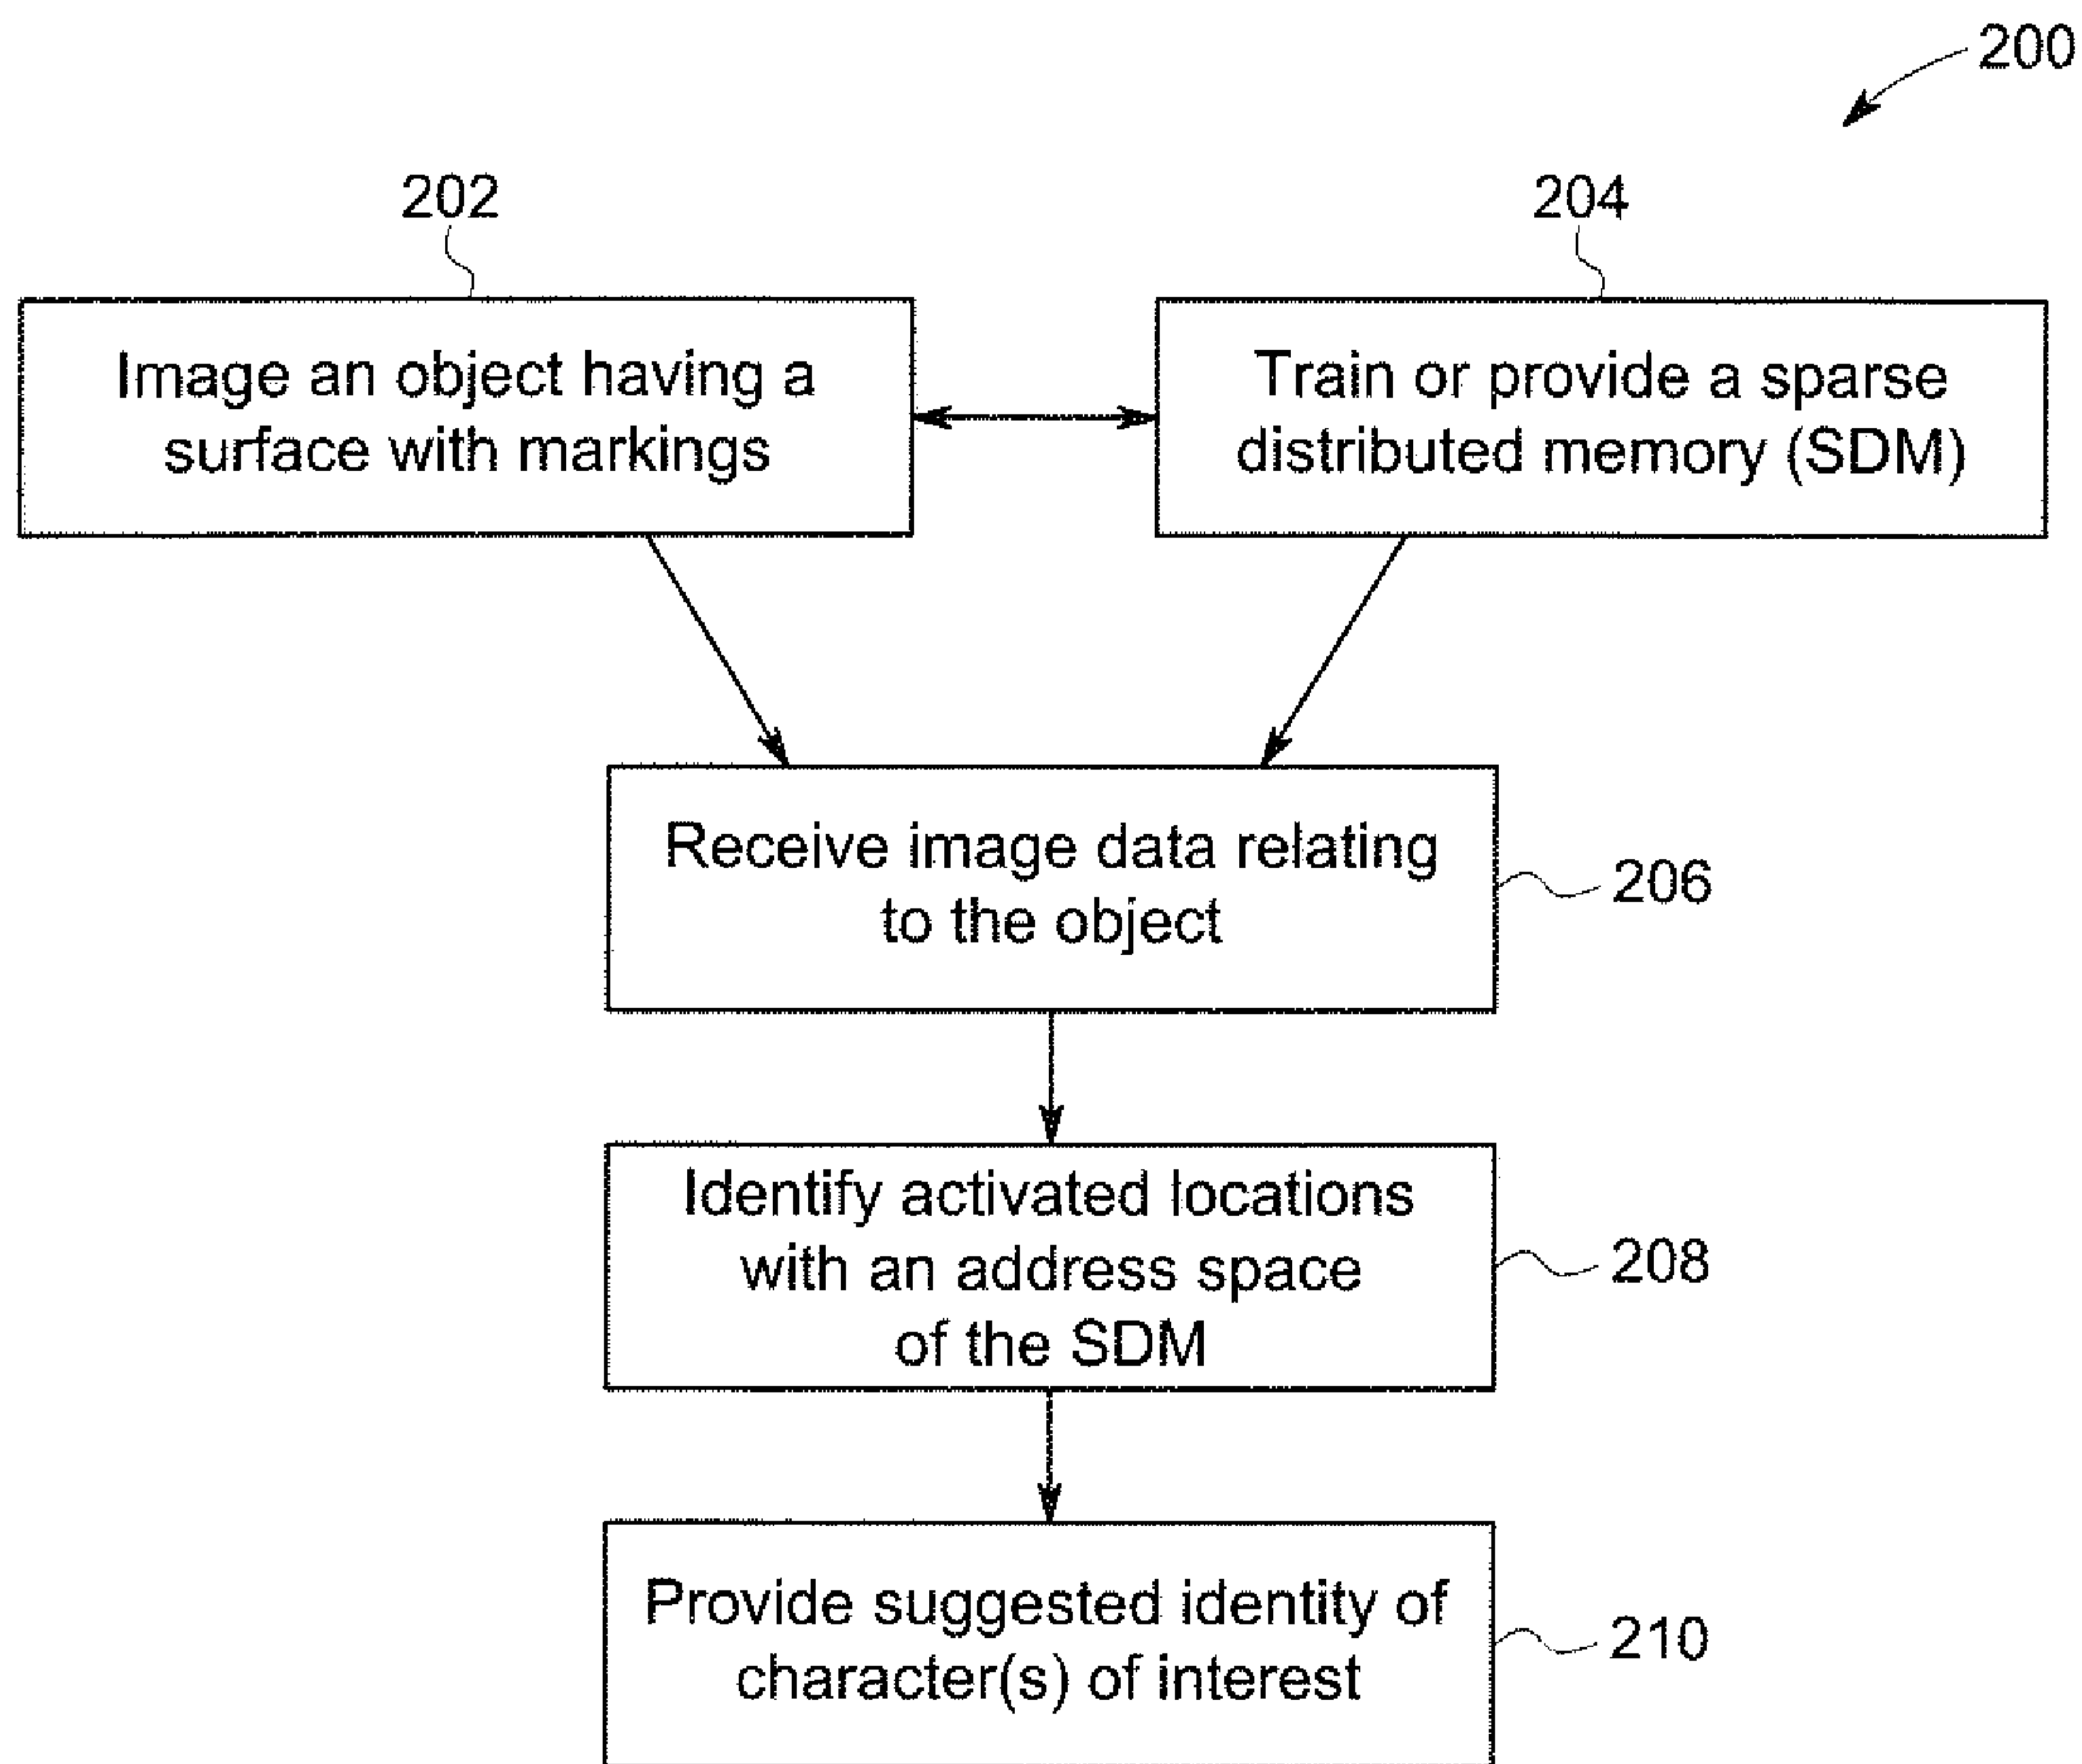 200
202
204
Image an object having a
surface with markings
Train or provide a sparse
distributed memory (SDM)
Receive image data relating
to the object
206
Identify activated locations
with an address space
of the SDM
208
Provide suggested identity of
character(s) of interest
210